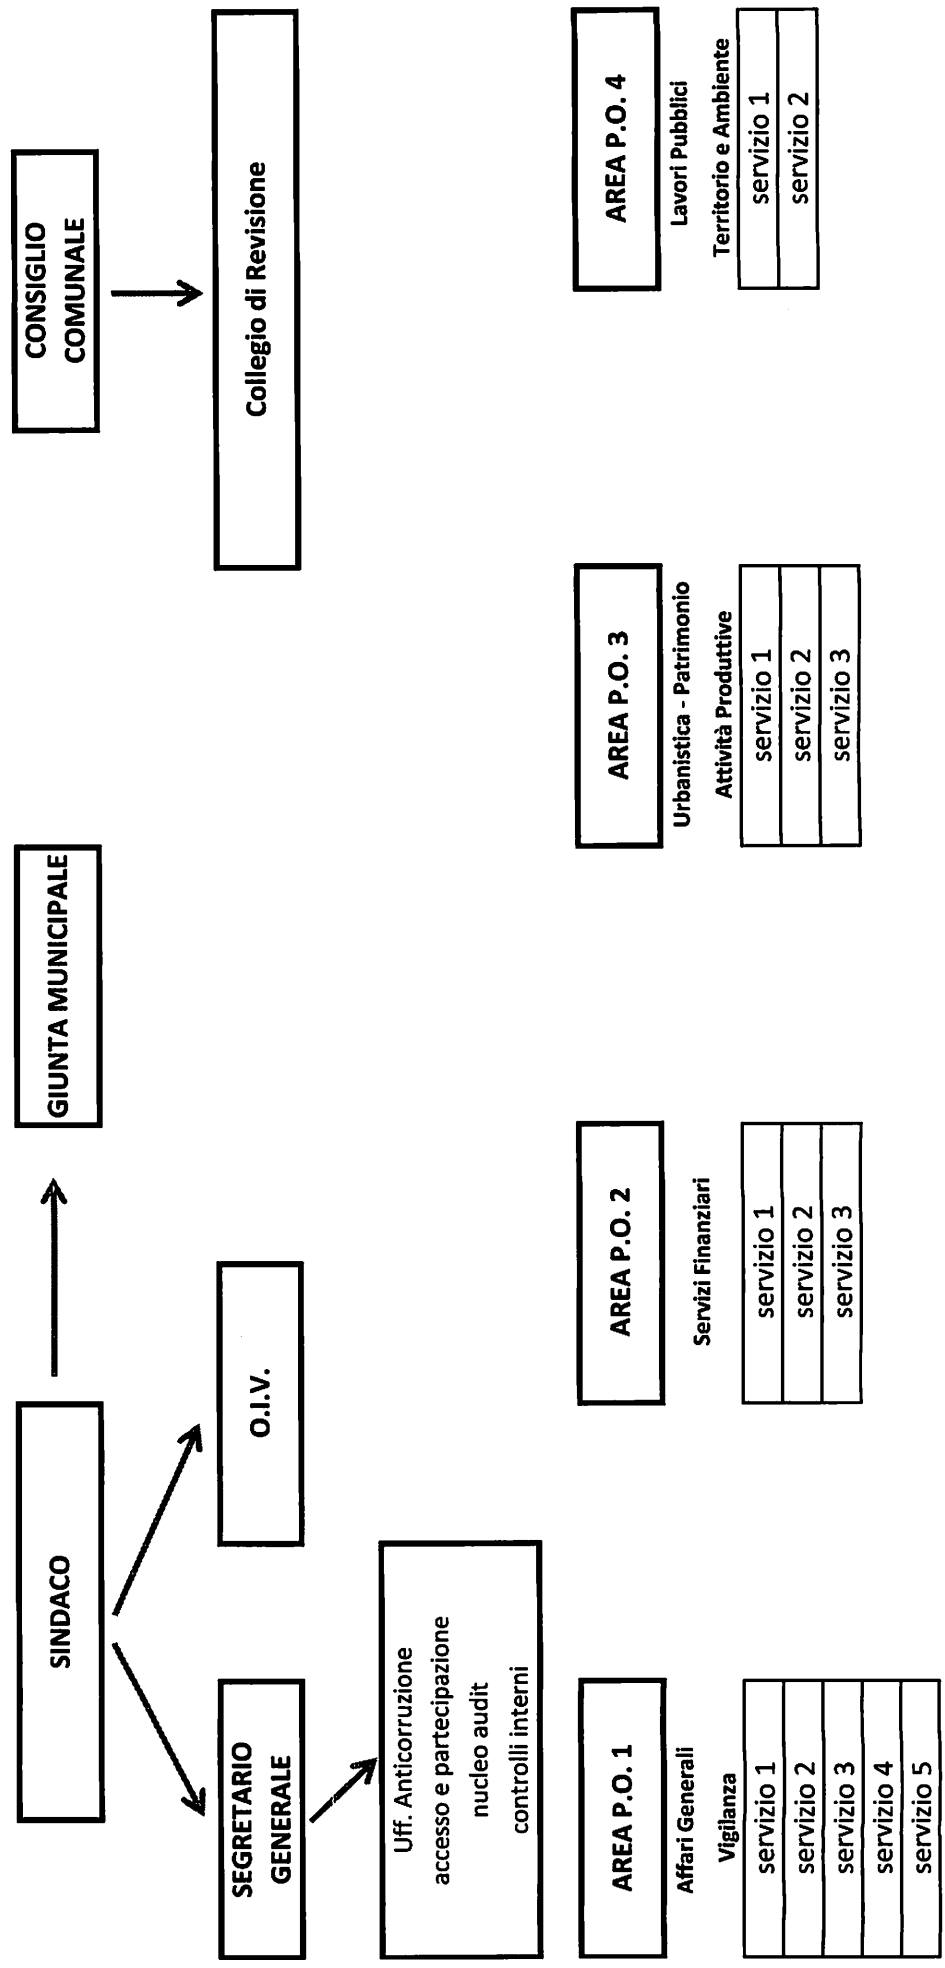 SINDACO
GIUNTA MUNICIPALE
CONSIGLIO
COMUNALE
SEGRETARIO
GENERALE
O.I.V.
Collegio di Revisione
Uff. Anticorruzione
accesso e partecipazione
nucleo audit
controlli interni
AREA P.O. 1
Affari Generali
Vigilanza
servizio 1
servizio 2
servizio 3
servizio 4
servizio 5
AREA P.O. 2
Servizi Finanziari
servizio 1
servizio 2
servizio 3
AREA P.O. 3
Urbanistica - Patrimonio
Attività Produttive
servizio 1
servizio 2
servizio 3
AREA P.O. 4
Lavori Pubblici
Territorio e Ambiente
servizio 1
servizio 2